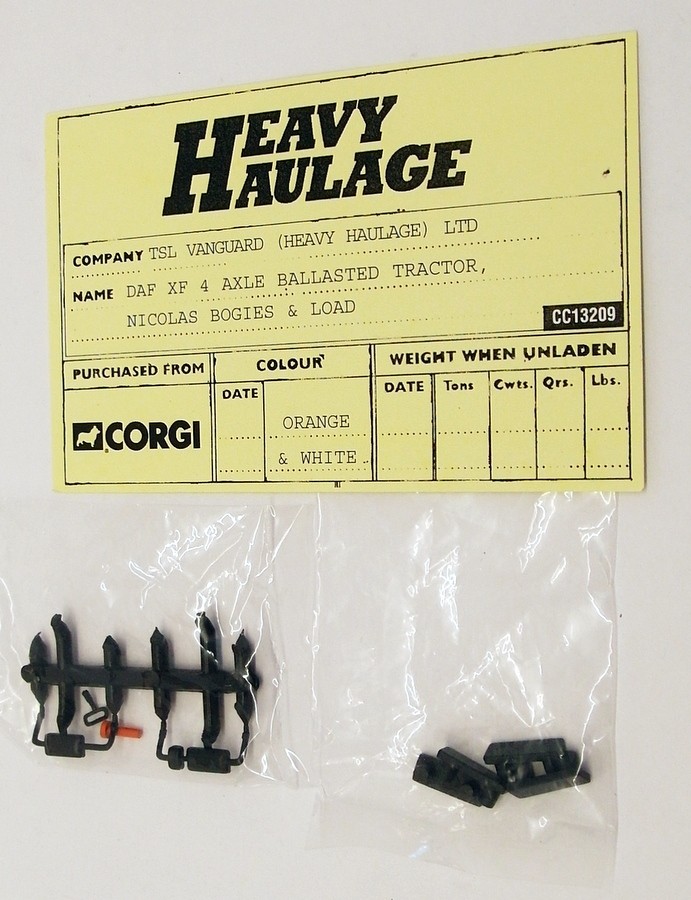 HEAVY
HAULAGE
COMPANY TSL VANGUARD (HEAVY HAULAGE) LTD
NAME DAF XF 4 AXLE BALLASTED TRACTOR,
NICOLAS BOGIES & LOAD
CC13209
PURCHASED FROM COLOUR WEIGHT WHEN UNLADEN
DATE DATE Tons Cwts. Qrs. Lbs.
CORGI ORANGE
& WHITE